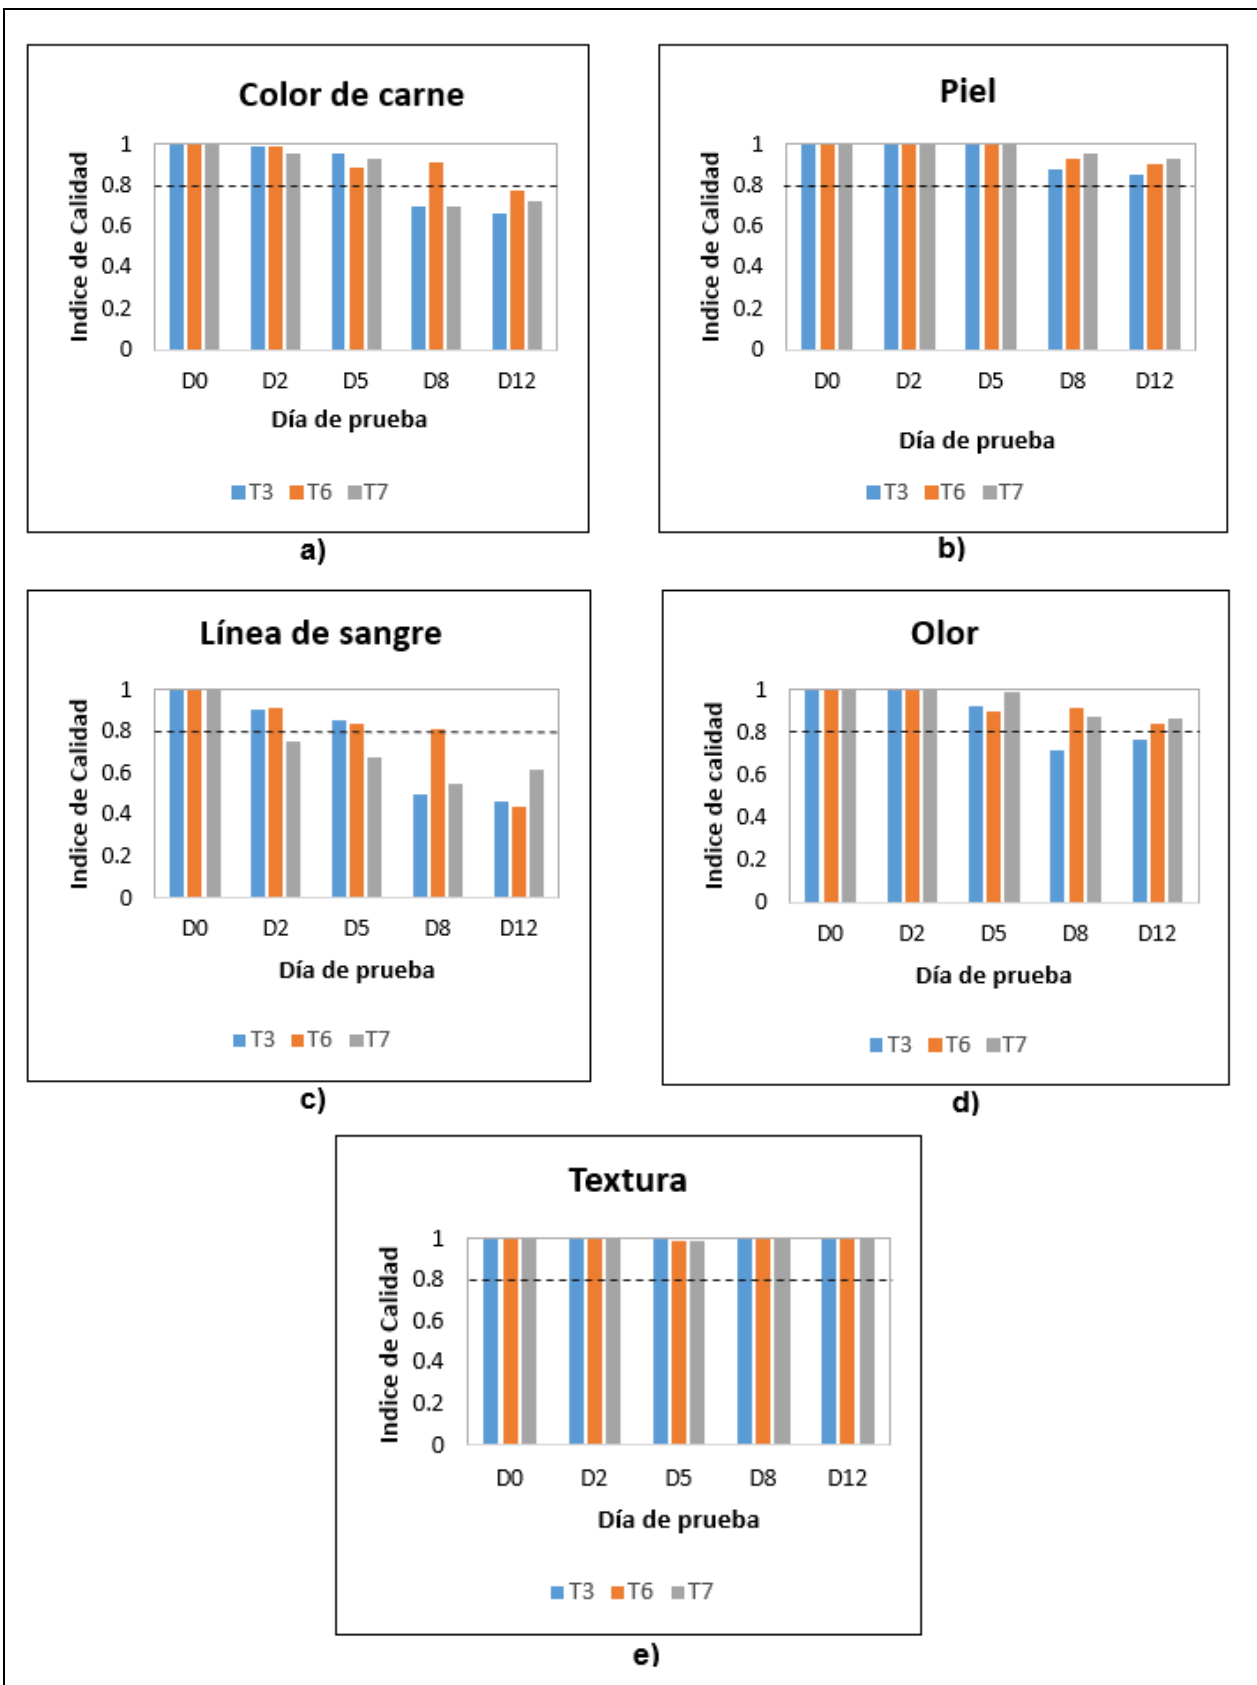 Color de carne
Indice de Calidad
1
0.8
0.6
0.4
0.2
0
D0 D2 D5 D8 D12
Día de prueba
T3 T6 T7
a)
Piel
Indice de Calidad
1
0.8
0.6
0.4
0.2
0
D0 D2 D5 D8 D12
Día de prueba
T3 T6 T7
b)
Línea de sangre
Indice de Calidad
1
0.8
0.6
0.4
0.2
0
D0 D2 D5 D8 D12
Día de prueba
T3 T6 T7
c)
Olor
Indice de calidad
1
0.8
0.6
0.4
0.2
0
D0 D2 D5 D8 D12
Día de prueba
T3 T6 T7
d)
Textura
Indice de Calidad
1
0.8
0.6
0.4
0.2
0
D0 D2 D5 D8 D12
Día de prueba
T3 T6 T7
e)